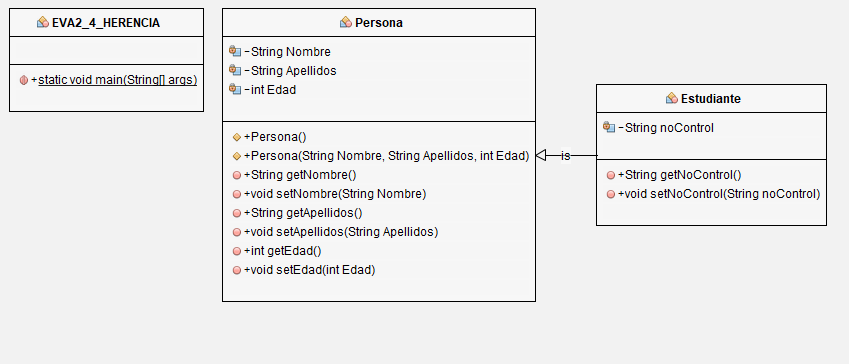 EVA2_4_HERENCIA
+static void main(String[] args)
Persona
-String Nombre
-String Apellidos
-int Edad
+Persona()
+Persona(String Nombre, String Apellidos, int Edad)
+String getNombre()
+void setNombre(String Nombre)
+String getApellidos()
+void setApellidos(String Apellidos)
+int getEdad()
+void setEdad(int Edad)
is
Estudiante
-String noControl
+String getNoControl()
+void setNoControl(String noControl)